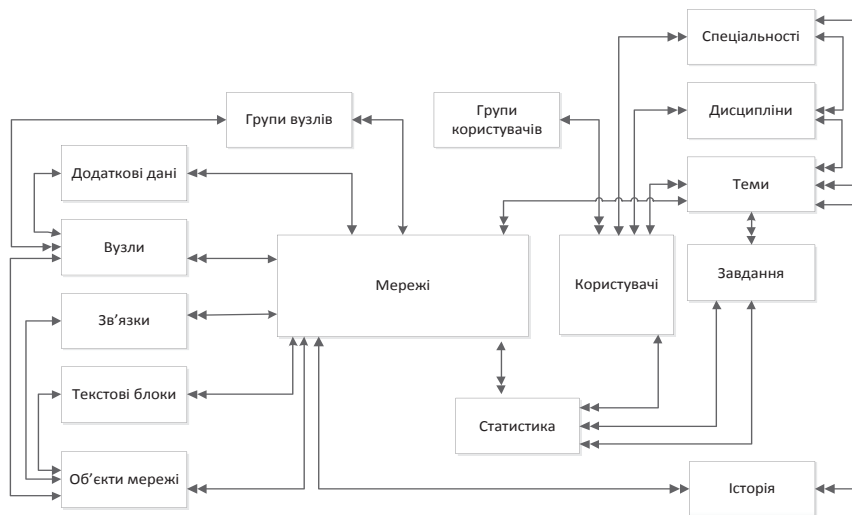 Спеціальності
Групи вузлів
Групи
користувачів
Дисципліни
Додаткові дані
Теми
Вузли
Мережі
Користувачі
Завдання
Зв’язки
Текстові блоки
Статистика
Об’єкти мережі
Історія